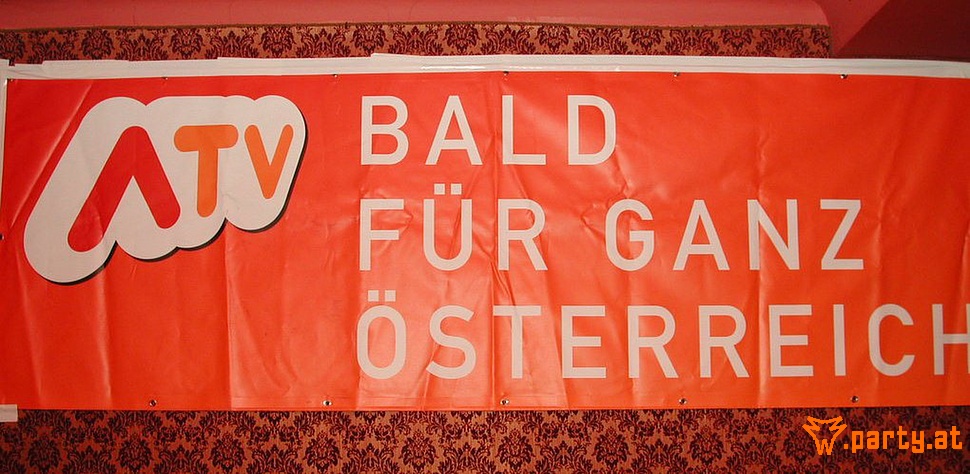 ATV
BALD
FÜR GANZ
ÖSTERREICH
.party.at